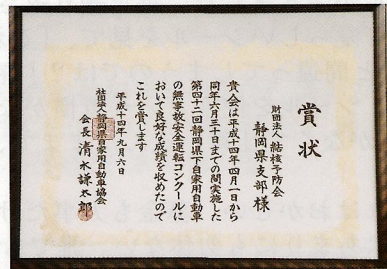 賞状
財団法人 結核予防会
静岡県支部様
貴会は平成十四年四月一日から
同年六月三十日までの間実施した
第四十二回静岡県下自家用自動車
の無事故安全運転コンクールに
おいて良好な成績を収めたので
これを賞します
平成十四年九月六日
社団法人 静岡県自家用自動車協会
会長 清水謙太郎